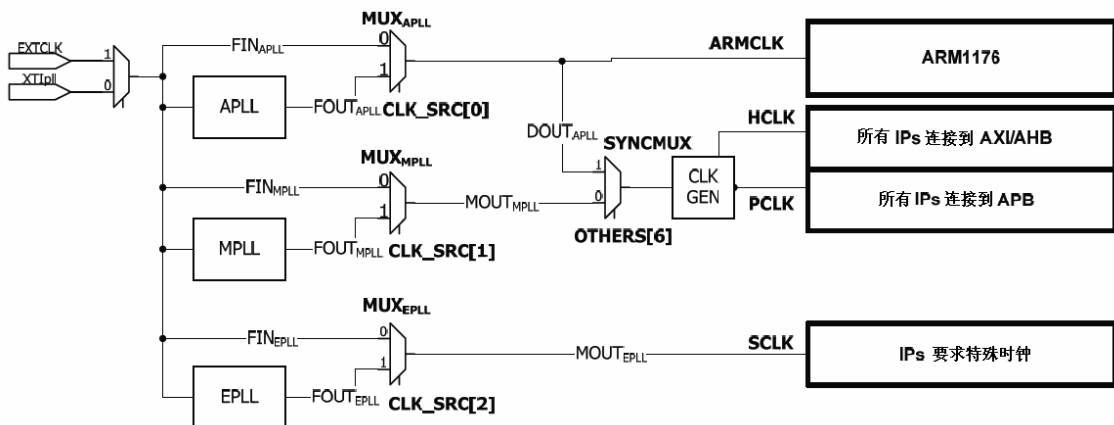 MUXAPLL
EXTCLK
1
XTIpll
0
FINAPLL
0
1
APLL
FOUTAPLL
CLK_SRC[0]
ARMCLK
ARM1176
DOUTAPLL
SYNCMUX
1
0
OTHERS[6]
CLK
GEN
HCLK
所有 IPs 连接到 AXI/AHB
PCLK
所有 IPs 连接到 APB
MUXMPLL
FINMPLL
0
1
MOUTMPLL
MPLL
FOUTMPLL
CLK_SRC[1]
MUXEPLL
FINEPLL
0
1
MOUTEPLL
SCLK
IPs 要求特殊时钟
EPLL
FOUTEPLL
CLK_SRC[2]